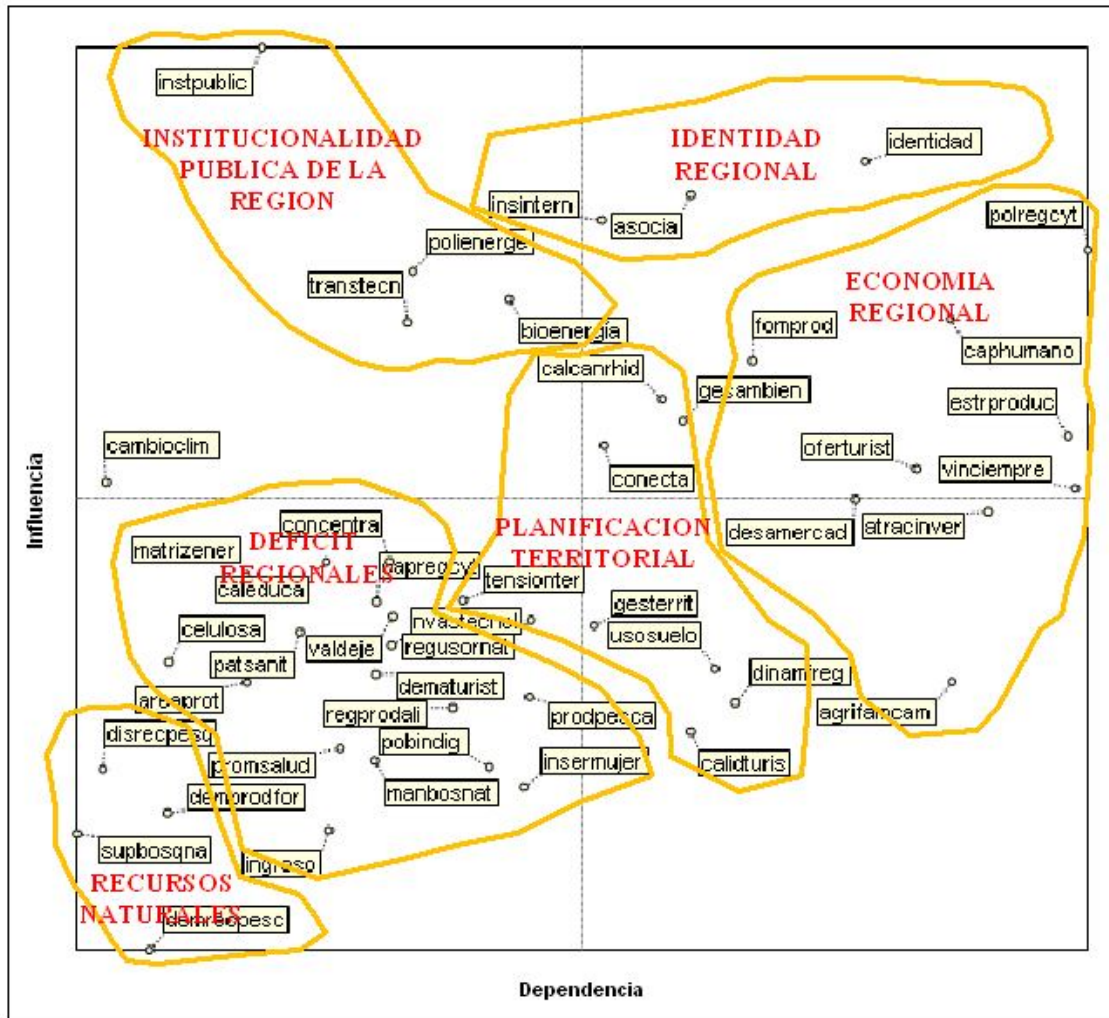 instpublic
INSTITUCIONALIDAD
PUBLICA DE LA
REGION
IDENTIDAD
REGIONAL
identidad
insintern
asocia
polregcyt
polienerge
transtecn
bioenergia
ECONOMIA
REGIONAL
fomprod
caphumano
calcanrhid
gesambien
estrproduc
cambioclim
conecta
oferturist
vinciempre
desamercad
atracinver
Influencia
concentra
matrizener
DEFICIT
REGIONALES
capregcyt
caleduca
PLANIFICACION
TERRITORIAL
tensionter
nvastecnol
gesterrit
usosuelo
celulosa
patsanit
valdeje
regusornat
areaprot
dematurist
dinamireg
regprodali
prodpesca
agrifamcam
disrecpesq
promsalud
pobindig
insermujer
calidturis
manbosnat
demprodfor
supbosqna
ingreso
RECURSOS
NATURALES
demrecpesc
Dependencia